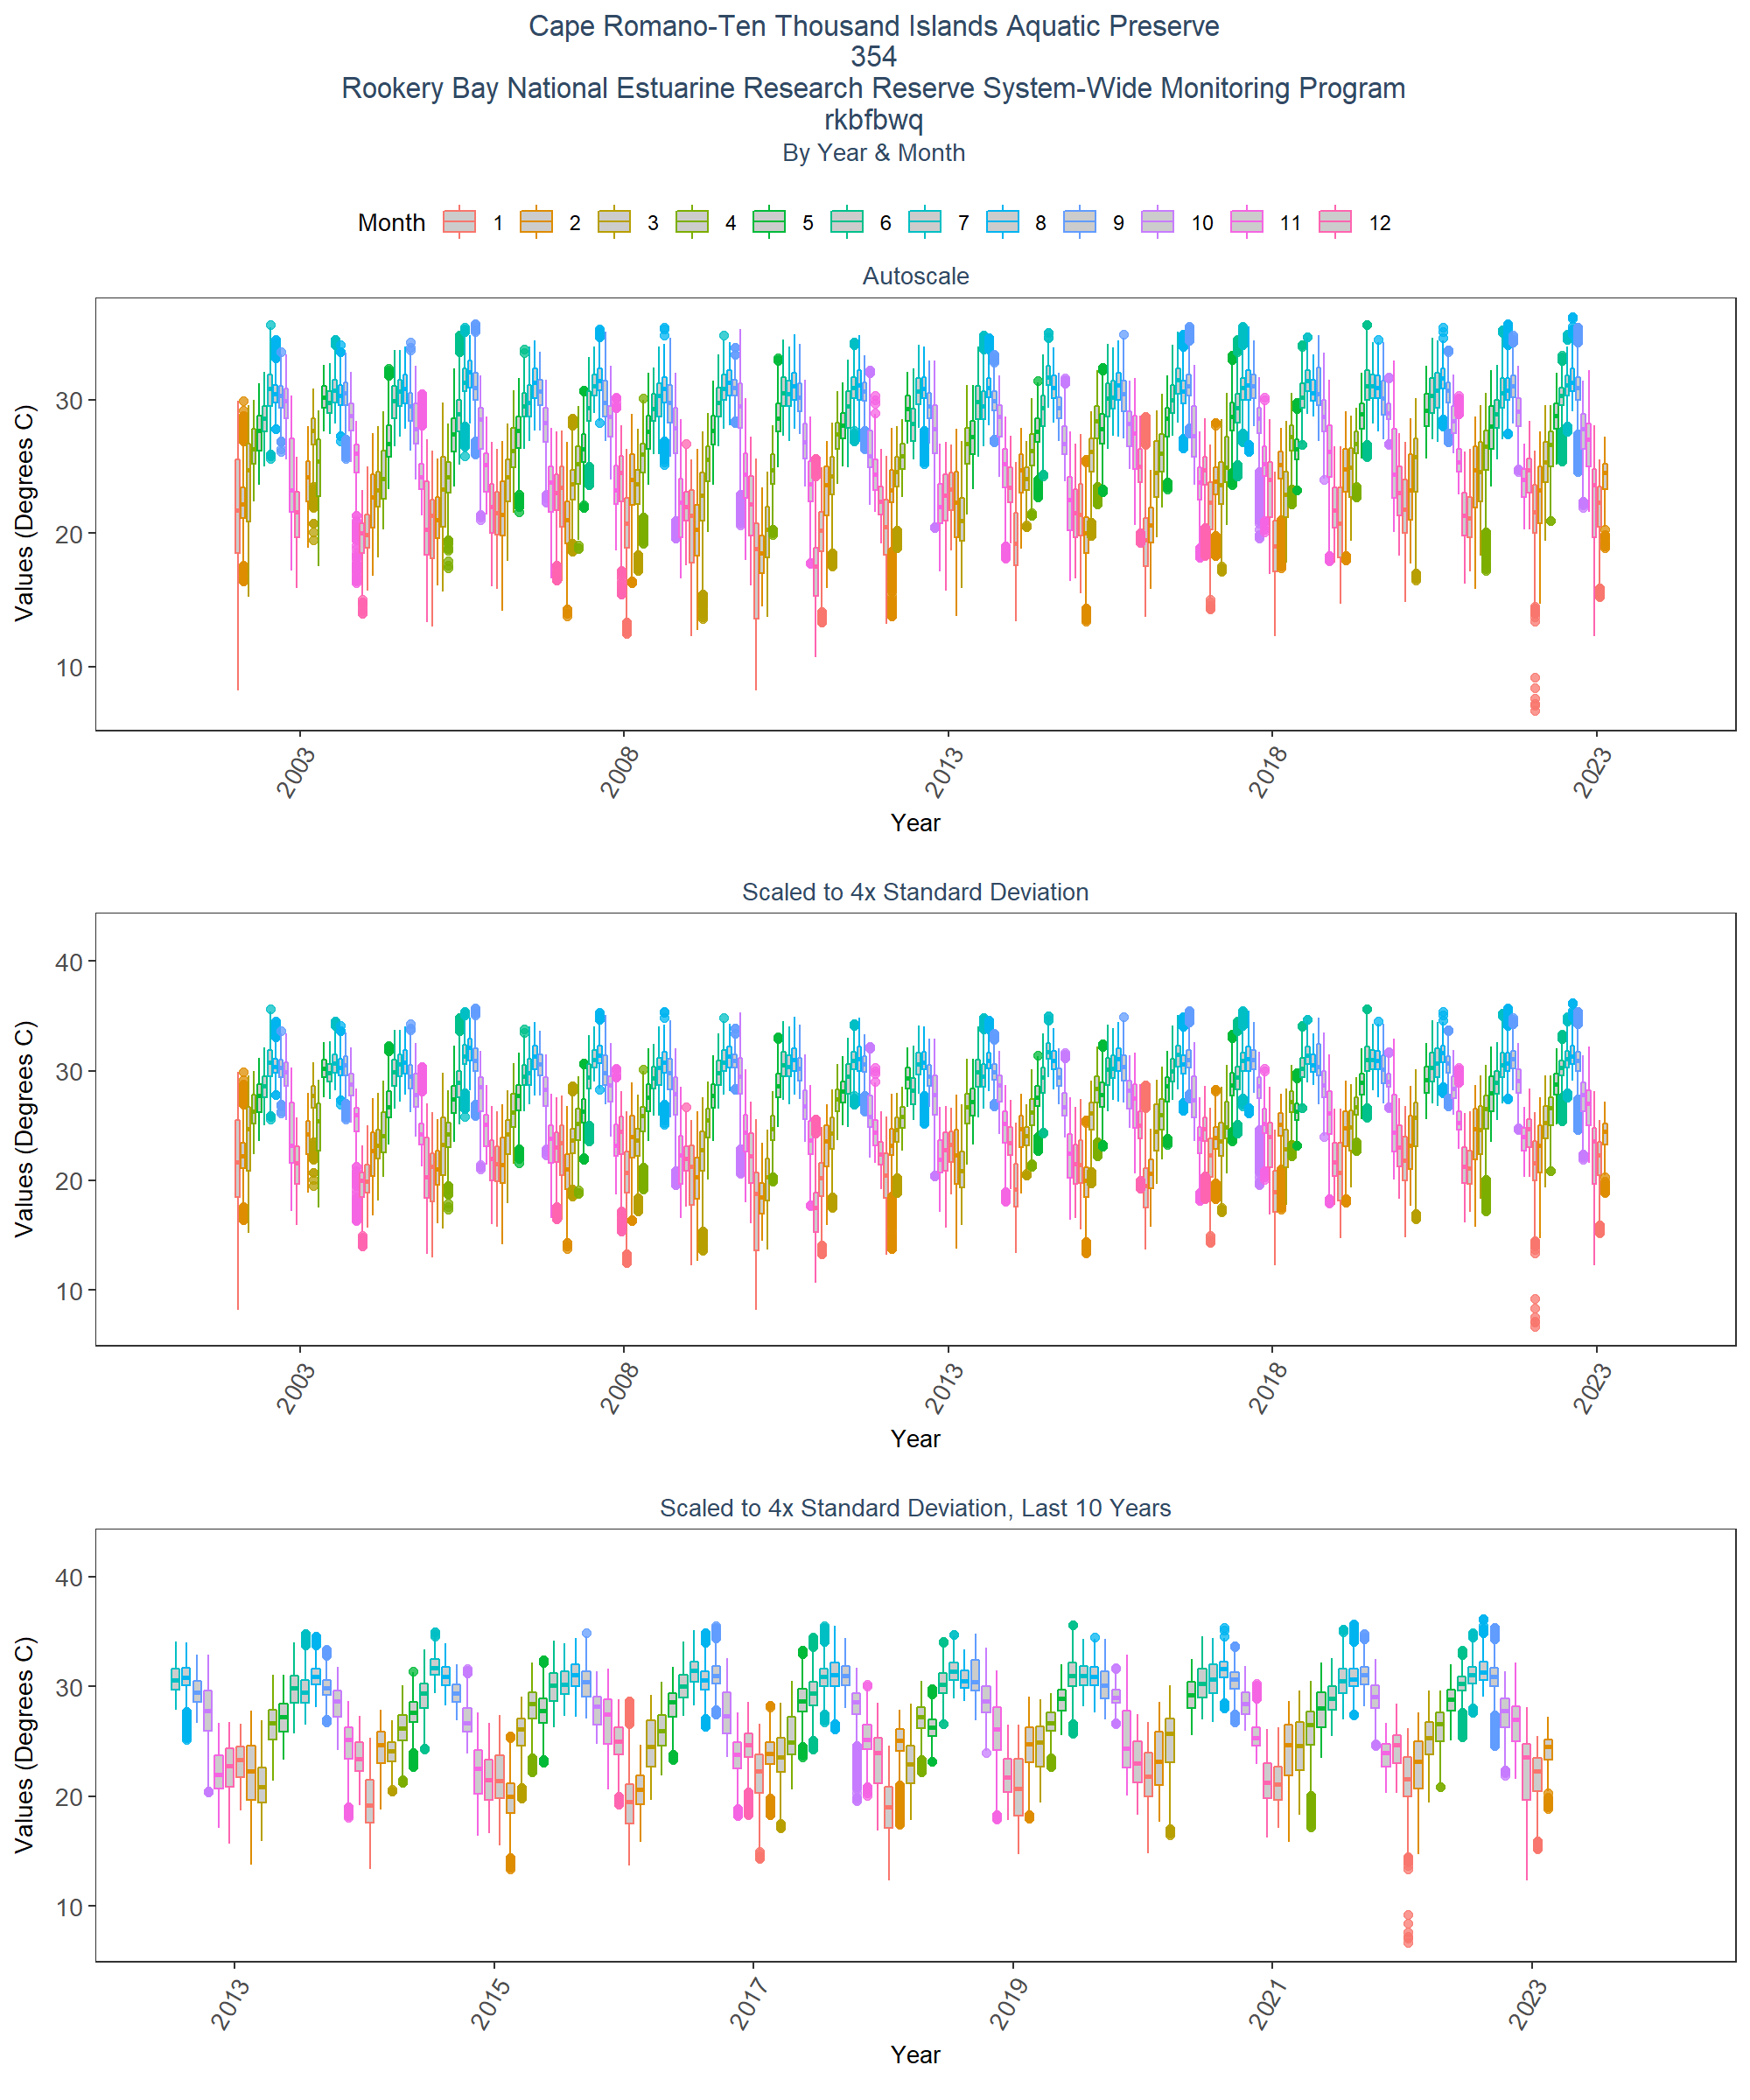 Cape Romano-Ten Thousand Islands Aquatic Preserve
354
Rookery Bay National Estuarine Research Reserve System-Wide Monitoring Program
rkbfbwq
By Year & Month
Month 1 2 3 4 5 6 7 8 9 10 11 12
Autoscale
Values (Degrees C)
30
20
10
2003 2008 2013 2018 2023
Year
Scaled to 4x Standard Deviation
Values (Degrees C)
40
30
20
10
2003 2008 2013 2018 2023
Year
Scaled to 4x Standard Deviation, Last 10 Years
Values (Degrees C)
40
30
20
10
2013 2015 2017 2019 2021 2023
Year